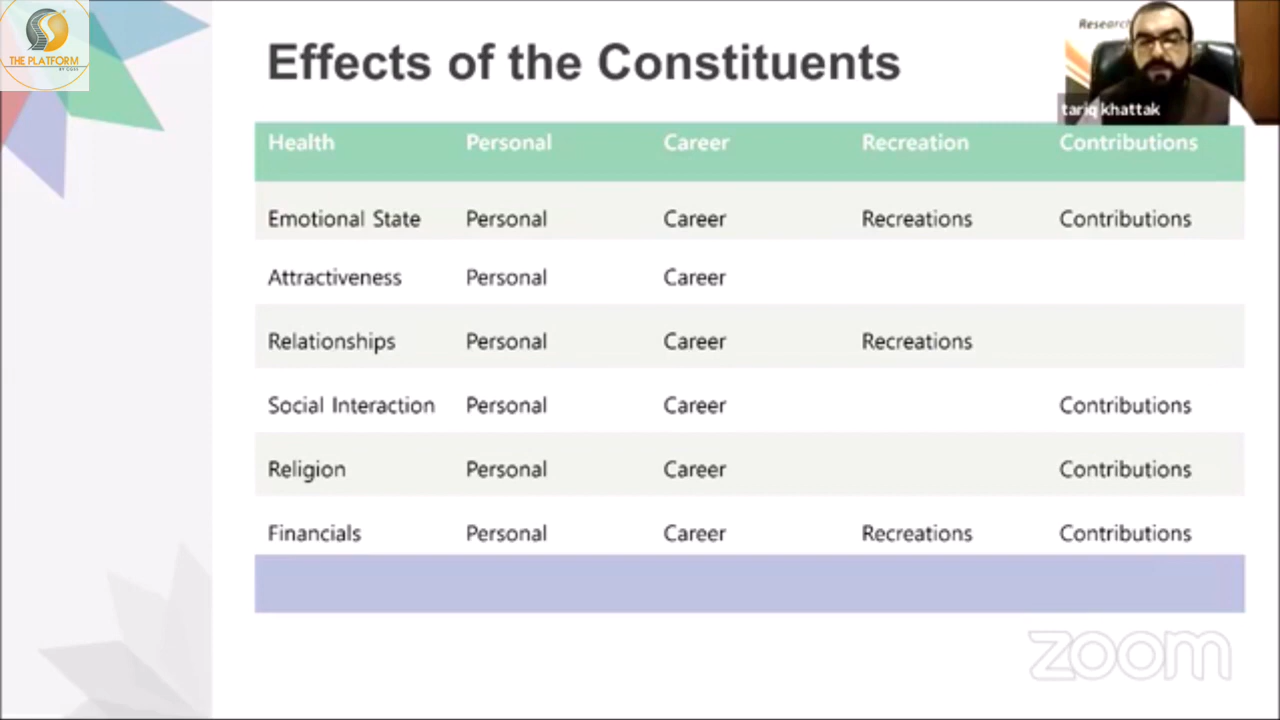 THE PLATFORM
Effects of the Constituents
Research
tariq khattak
Health Personal Career Recreation Contributions
Emotional State Personal Career Recreations Contributions
Attractiveness Personal Career
Relationships Personal Career Recreations
Social Interaction Personal Career Contributions
Religion Personal Career Contributions
Financials Personal Career Recreations Contributions
zoom